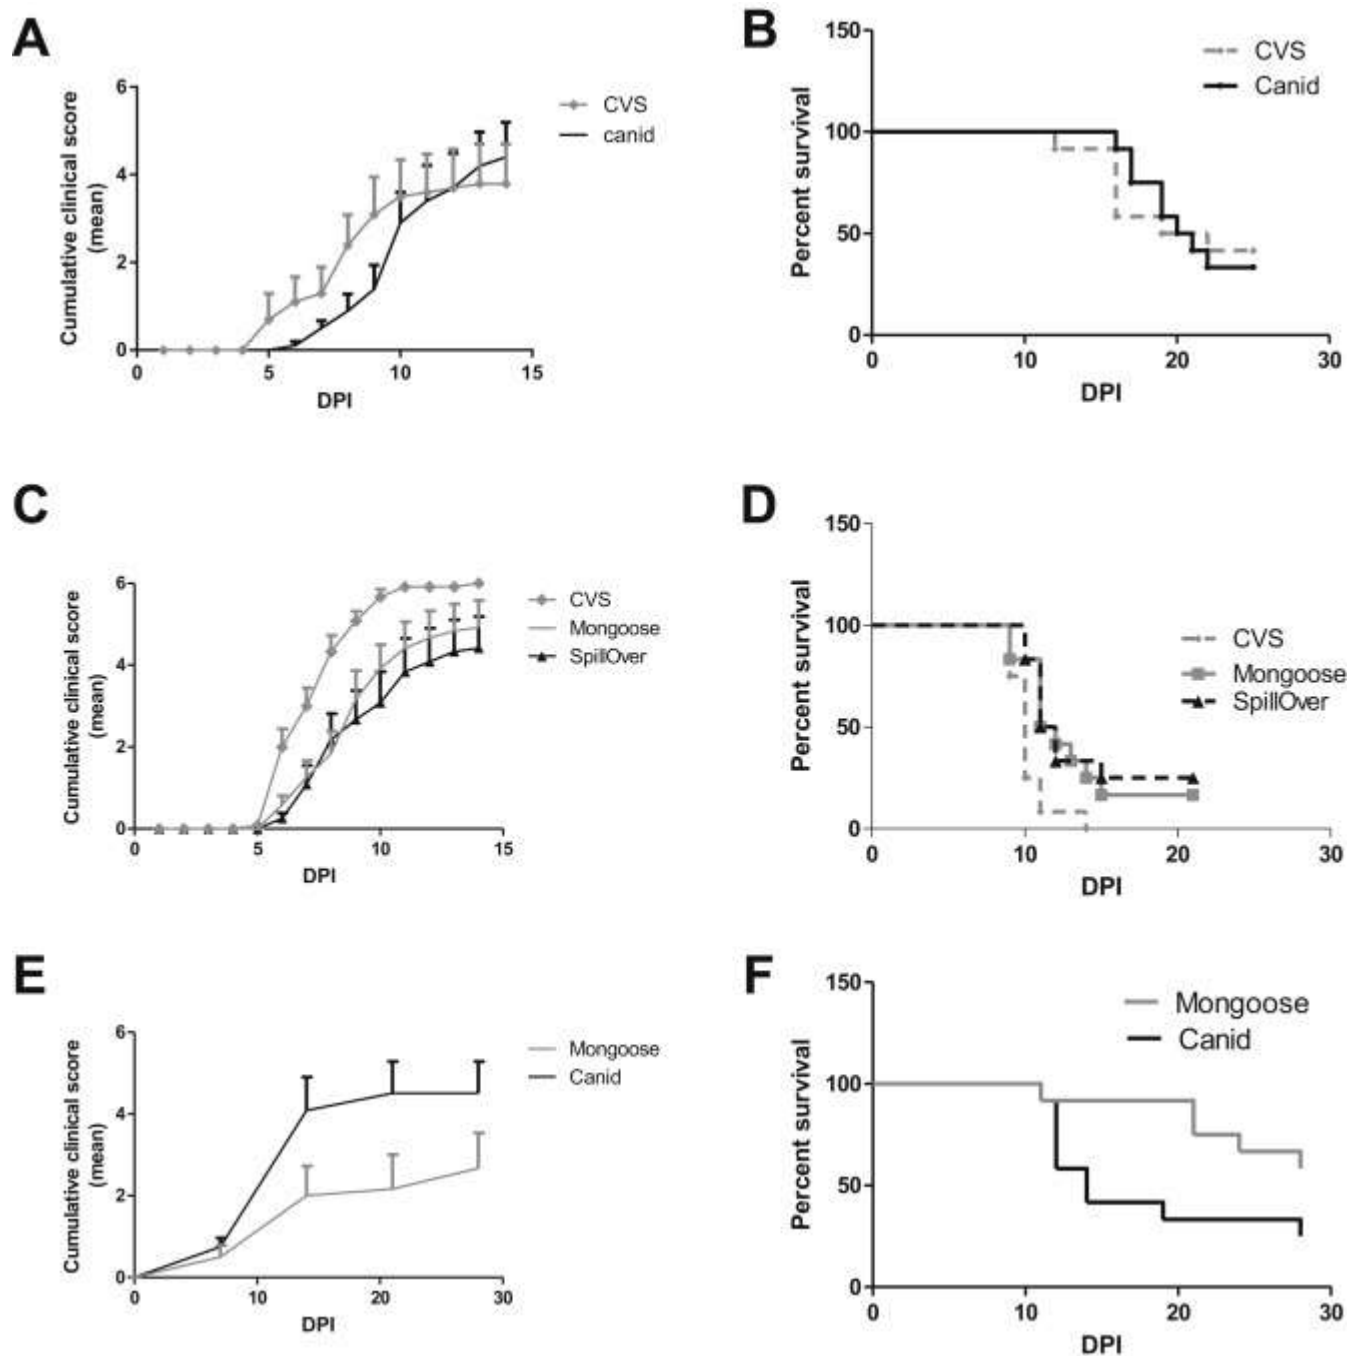 A
Cumulative clinical score
(mean)
6
4
2
0
0 5 10 15
DPI
CVS
canid
B
Percent survival
150
100
50
0
0 10 20 30
DPI
CVS
Canid
C
Cumulative clinical score
(mean)
6
4
2
0
0 5 10 15
DPI
CVS
Mongoose
SpillOver
D
Percent survival
150
100
50
0
0 10 20 30
DPI
CVS
Mongoose
SpillOver
E
Cumulative clinical score
(mean)
6
4
2
0
0 10 20 30
DPI
Mongoose
Canid
F
Percent survival
150
100
50
0
0 10 20 30
DPI
Mongoose
Canid